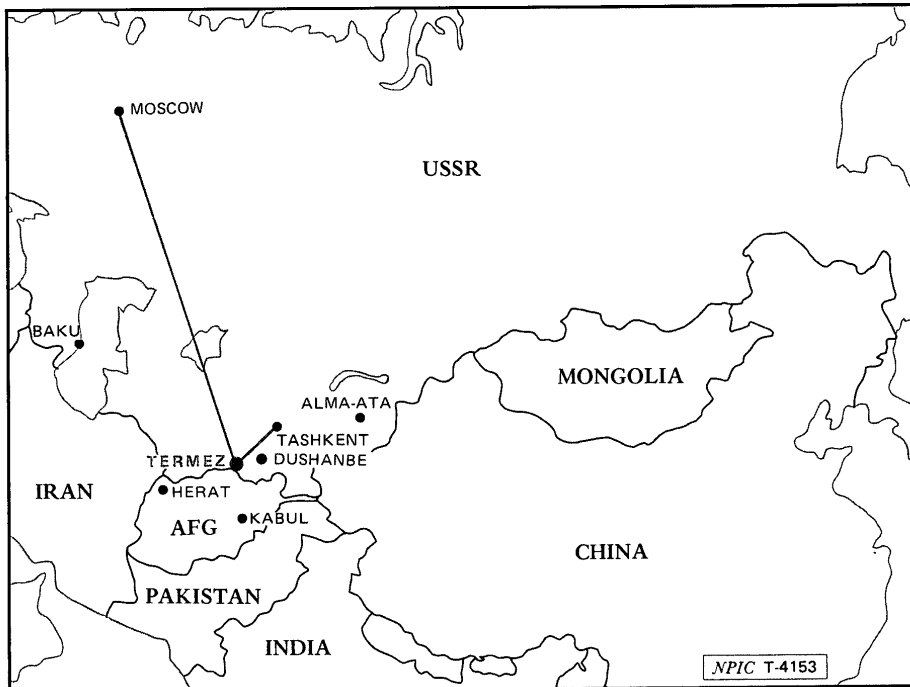 MOSCOW
USSR
BAKU
MONGOLIA
ALMA-ATA
TASHKENT
TERMEZ
DUSHANBE
IRAN
HERAT
AFG
KABUL
CHINA
PAKISTAN
INDIA
NPIC T-4153